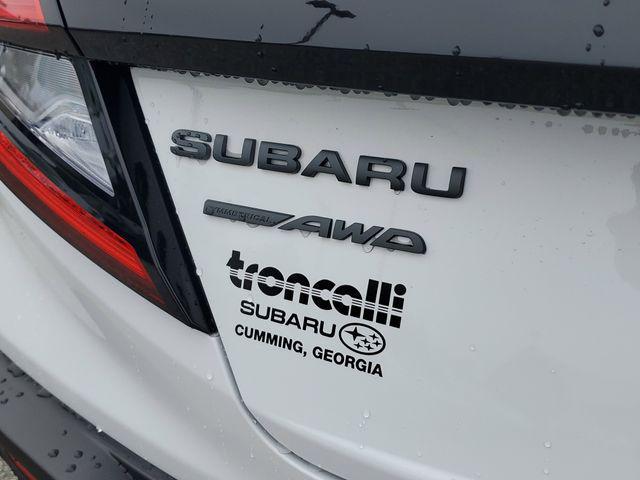 SUBARU
SYMMETRICAL AWD
troncalli
SUBARU
CUMMING, GEORGIA